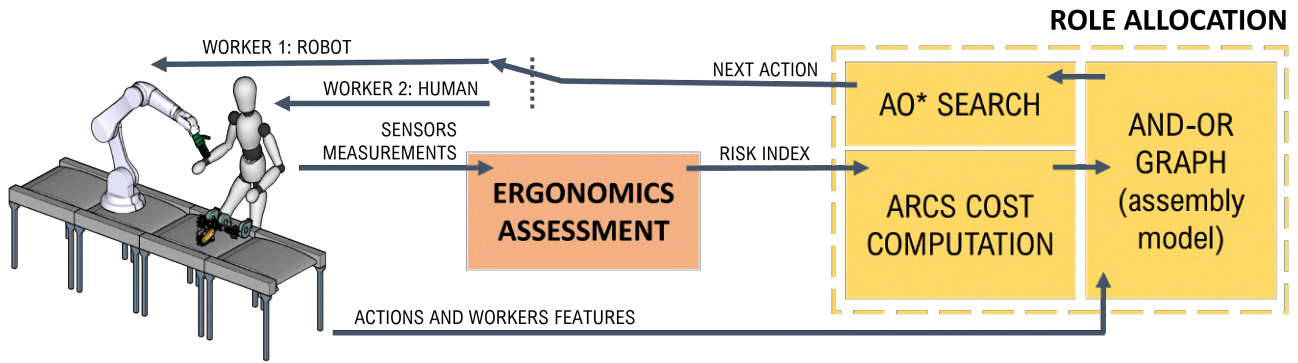 ROLE ALLOCATION
WORKER 1: ROBOT
NEXT ACTION
WORKER 2: HUMAN
SENSORS
MEASUREMENTS
ERGONOMICS
ASSESSMENT
RISK INDEX
AO* SEARCH
ARCS COST
COMPUTATION
AND-OR
GRAPH
(assembly
model)
ACTIONS AND WORKERS FEATURES